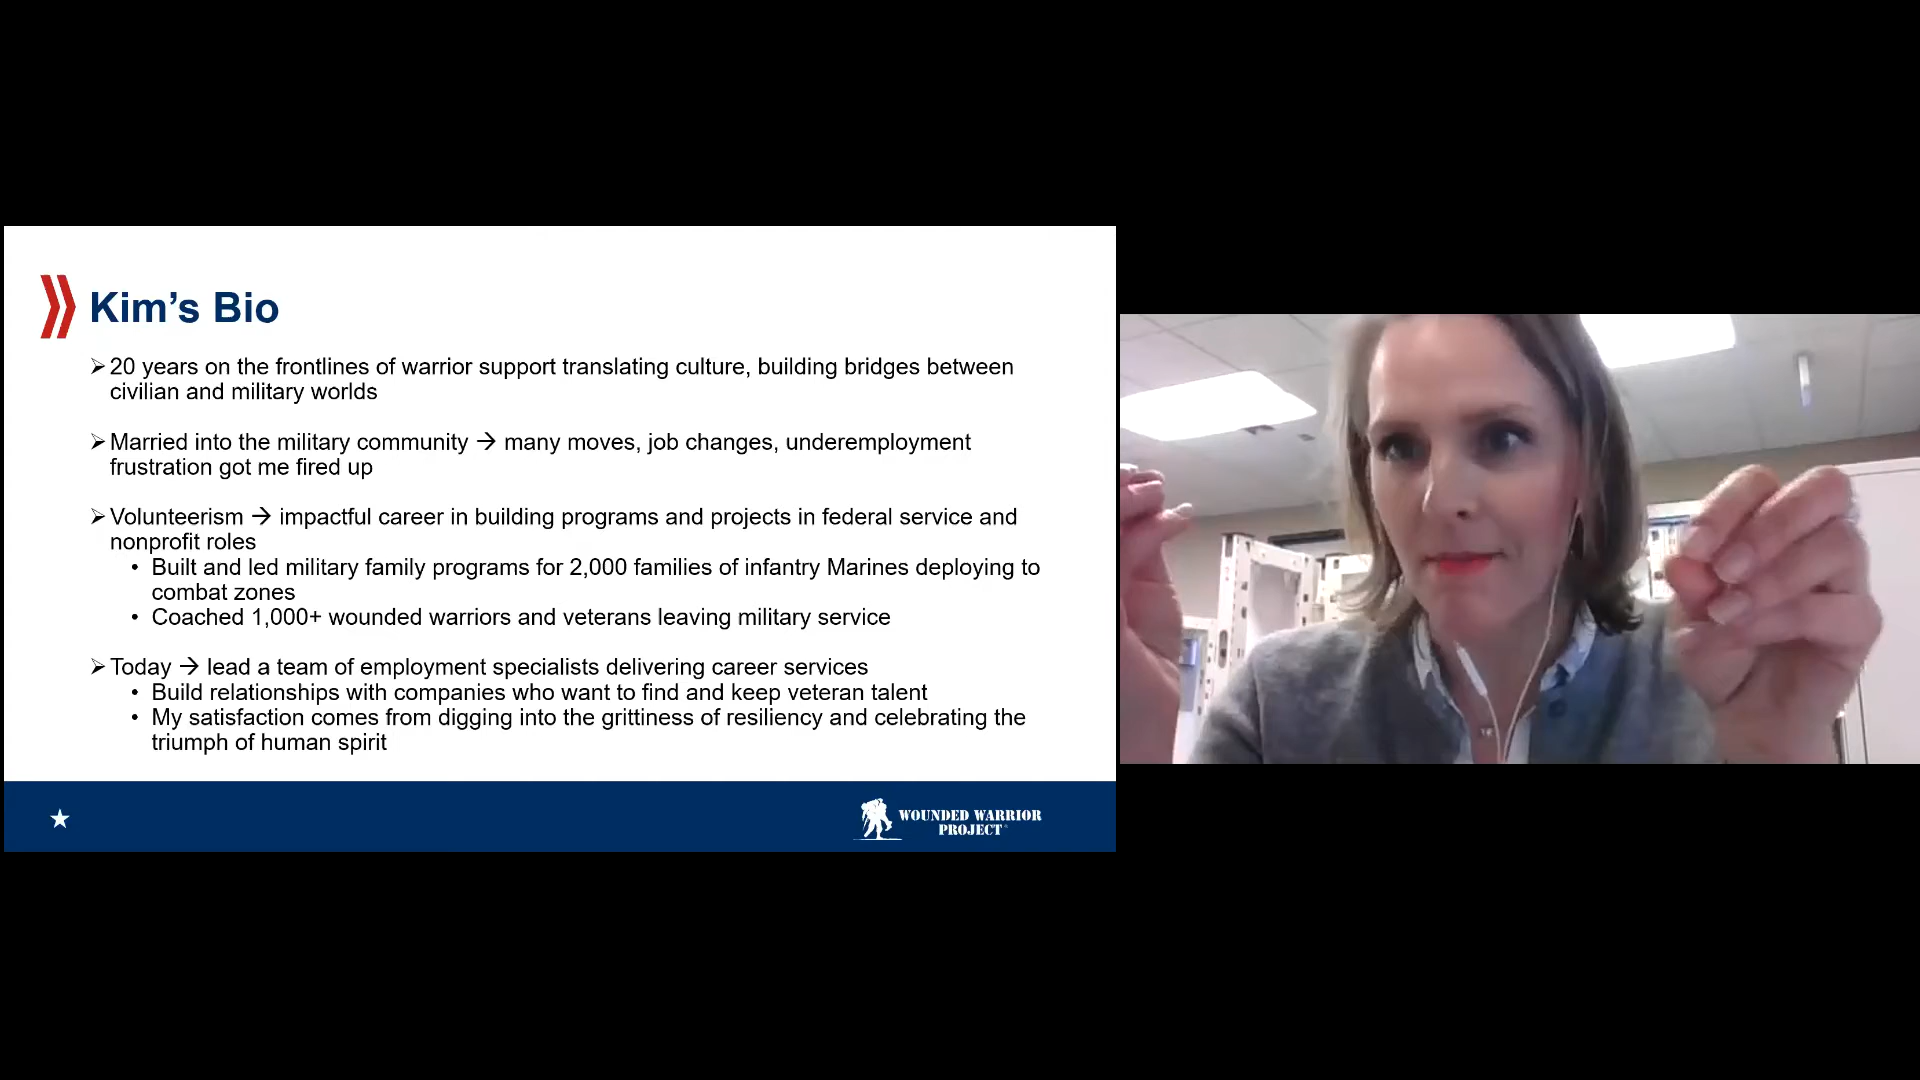 Kim’s Bio
➢20 years on the frontlines of warrior support translating culture, building bridges between
civilian and military worlds
➢Married into the military community → many moves, job changes, underemployment
frustration got me fired up
➢Volunteerism → impactful career in building programs and projects in federal service and
nonprofit roles
• Built and led military family programs for 2,000 families of infantry Marines deploying to
combat zones
• Coached 1,000+ wounded warriors and veterans leaving military service
➢Today → lead a team of employment specialists delivering career services
• Build relationships with companies who want to find and keep veteran talent
• My satisfaction comes from digging into the grittiness of resiliency and celebrating the
triumph of human spirit
WOUNDED WARRIOR
PROJECT